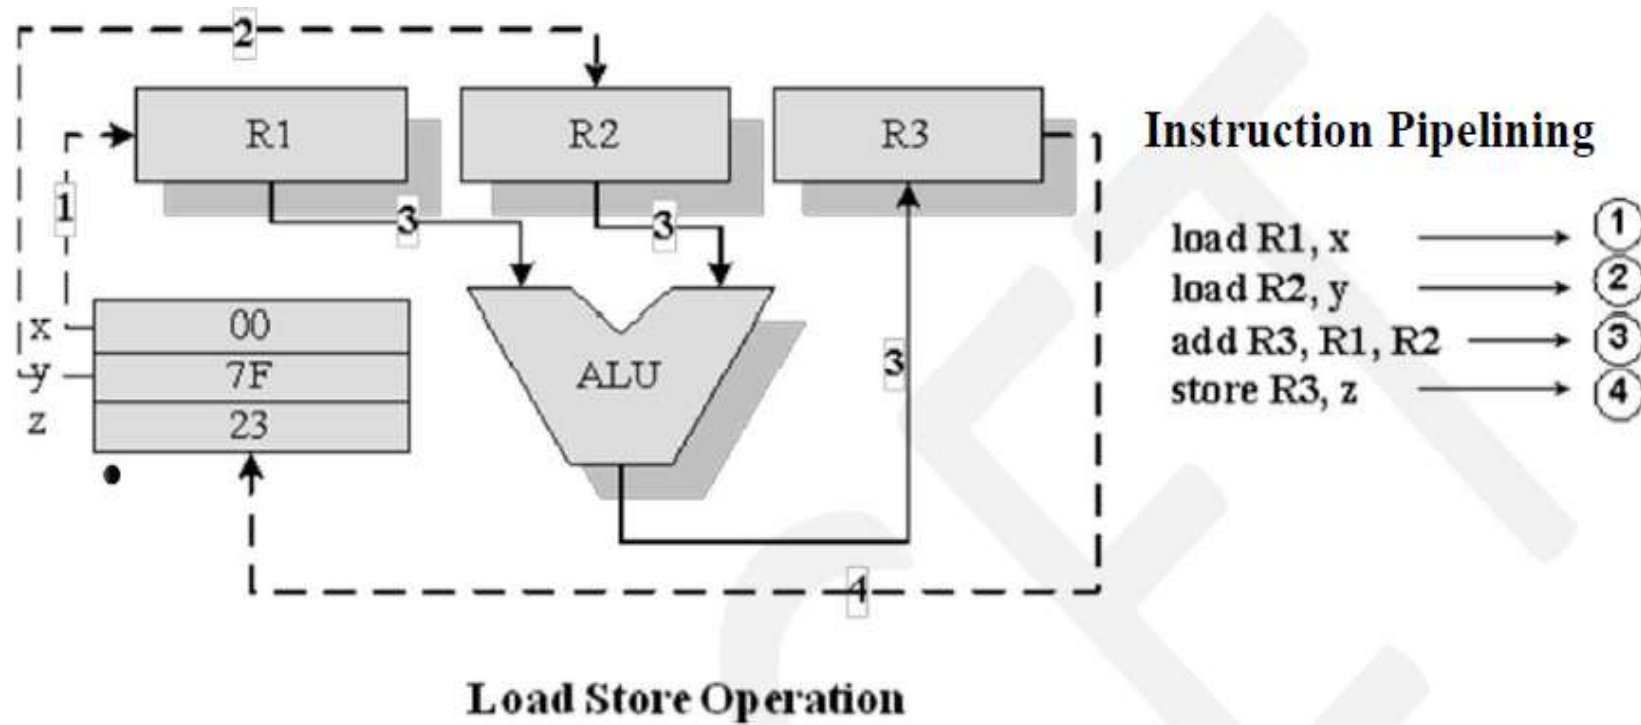 2
R1
R2
R3
Instruction Pipelining
1
3
3
load R1, x
1
load R2, y
2
add R3, R1, R2
3
store R3, z
4
x
00
y
7F
z
23
ALU
3
4
Load Store Operation